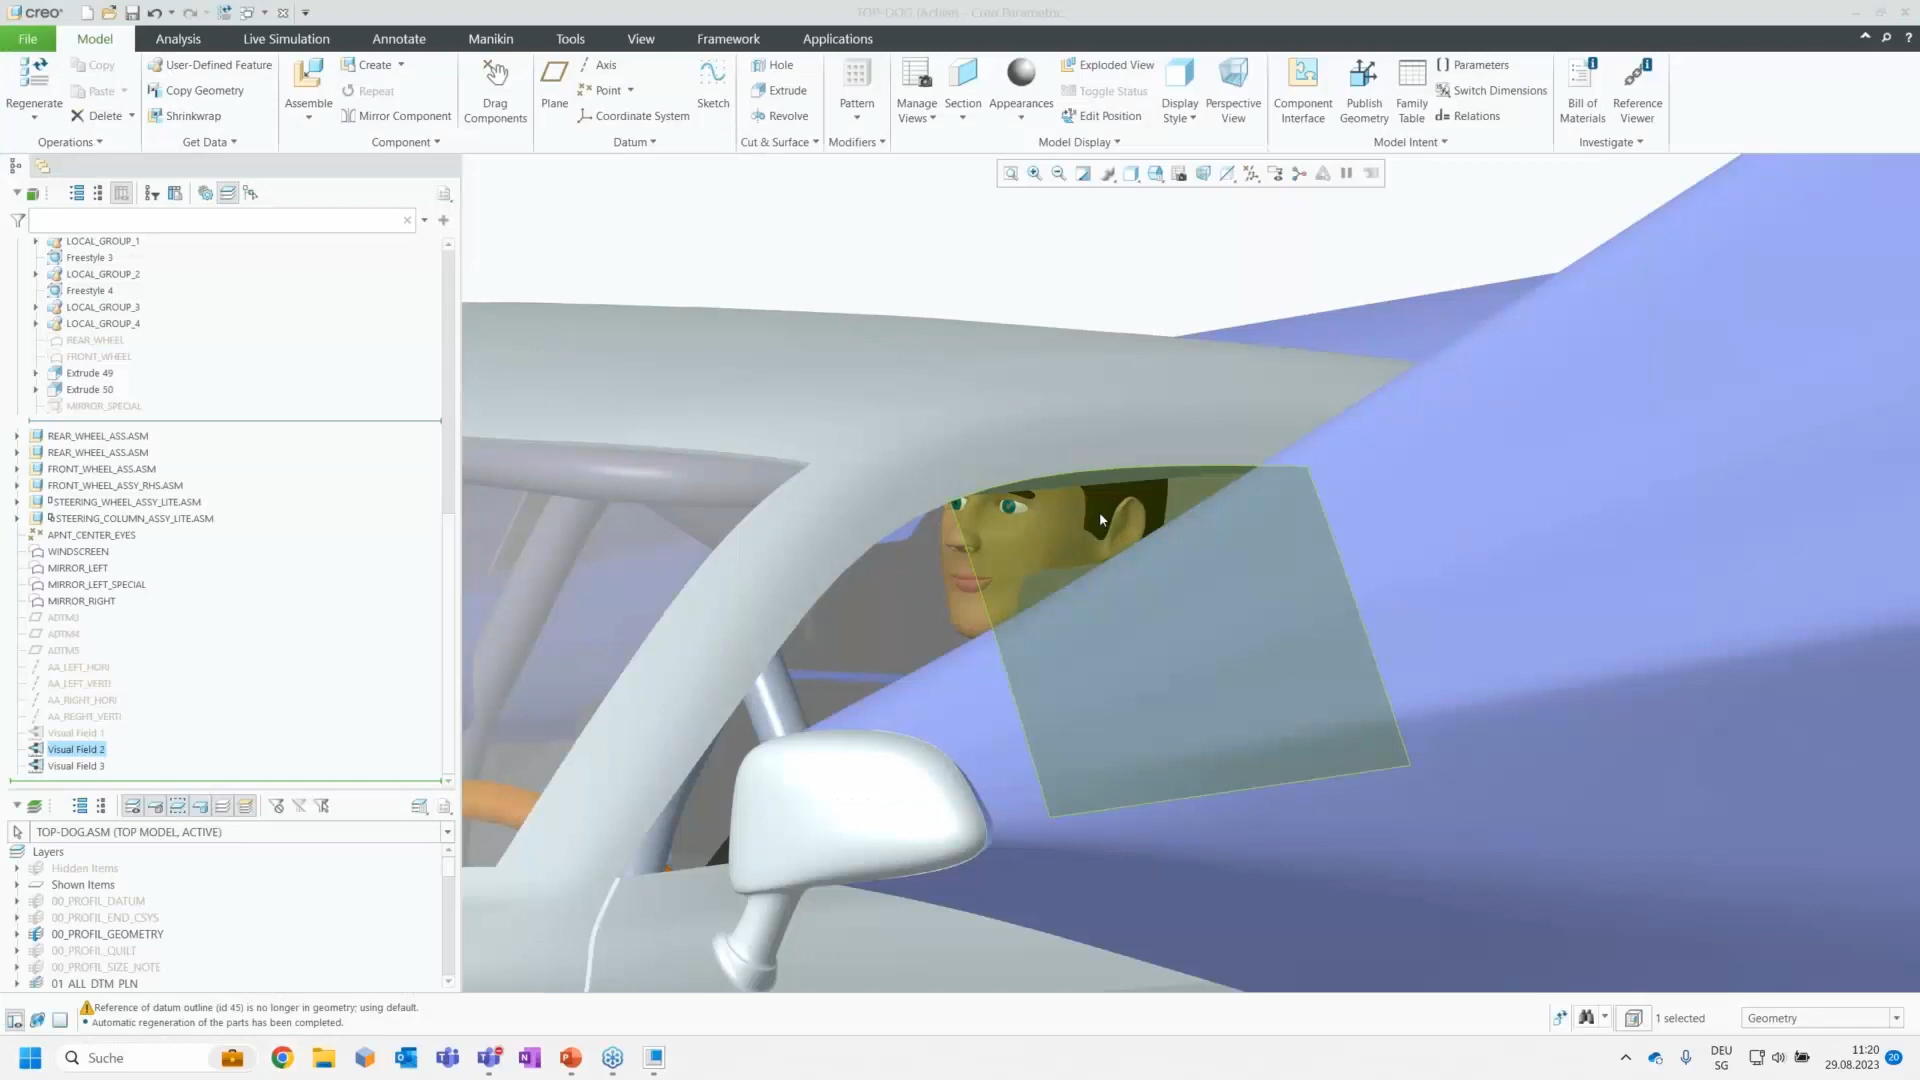 creo
TOP-DOG (Active) - Creo Parametric
File
Model
Analysis
Live Simulation
Annotate
Manikin
Tools
View
Framework
Applications
Regenerate
Copy
Paste
Delete
Operations
User-Defined Feature
Copy Geometry
Shrinkwrap
Get Data
Assemble
Create
Repeat
Mirror Component
Component
Drag Components
Plane
Axis
Point
Coordinate System
Sketch
Datum
Hole
Extrude
Revolve
Cut & Surface
Pattern
Modifiers
Manage Views
Section
Appearances
Exploded View
Toggle Status
Edit Position
Display Style
Perspective View
Model Display
Component Interface
Publish Geometry
Family Table
Parameters
Switch Dimensions
Relations
Model Intent
Bill of Materials
Reference Viewer
Investigate
LOCAL_GROUP_1
Freestyle 3
LOCAL_GROUP_2
Freestyle 4
LOCAL_GROUP_3
LOCAL_GROUP_4
REAR_WHEEL
FRONT_WHEEL
Extrude 49
Extrude 50
MIRROR_SPECIAL
REAR_WHEEL_ASS.ASM
REAR_WHEEL_ASS.ASM
FRONT_WHEEL_ASS.ASM
FRONT_WHEEL_ASSY_RHS.ASM
STEERING_WHEEL_ASSY_LITE.ASM
STEERING_COLUMN_ASSY_LITE.ASM
APNT_CENTER_EYES
WINDSCREEN
MIRROR_LEFT
MIRROR_LEFT_SPECIAL
MIRROR_RIGHT
ADTM3
ADTM4
ADTM5
AA_LEFT_HORI
AA_LEFT_VERTI
AA_RIGHT_HORI
AA_REGHT_VERTI
Visual Field 1
Visual Field 2
Visual Field 3
TOP-DOG.ASM (TOP MODEL, ACTIVE)
Layers
Hidden Items
Shown Items
00_PROFIL_DATUM
00_PROFIL_END_CSYS
00_PROFIL_GEOMETRY
00_PROFIL_QUILT
00_PROFIL_SIZE_NOTE
01_ALL_DTM_PLN
Reference of datum outline (id 45) is no longer in geometry; using default.
• Automatic regeneration of the parts has been completed.
1 selected
Geometry
Suche
DEU
SG
11:20
29.08.2023
20